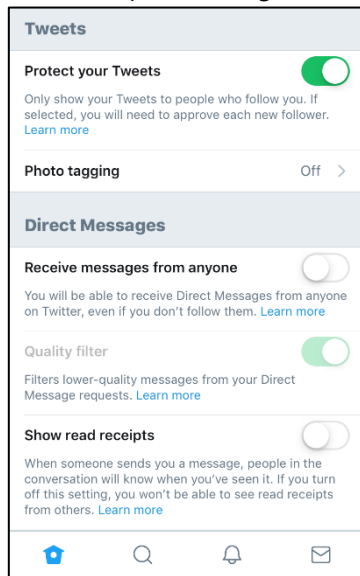 Tweets
Protect your Tweets
Only show your Tweets to people who follow you. If
selected, you will need to approve each new follower.
Learn more
Photo tagging Off
Direct Messages
Receive messages from anyone
You will be able to receive Direct Messages from anyone
on Twitter, even if you don’t follow them. Learn more
Quality filter
Filters lower-quality messages from your Direct
Message requests. Learn more
Show read receipts
When someone sends you a message, people in the
conversation will know when you’ve seen it. If you turn
off this setting, you won’t be able to see read receipts
from others. Learn more